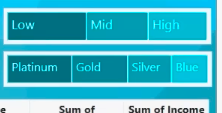 Low Mid High
Platinum Gold Silver Blue
Sum of Sum of Income